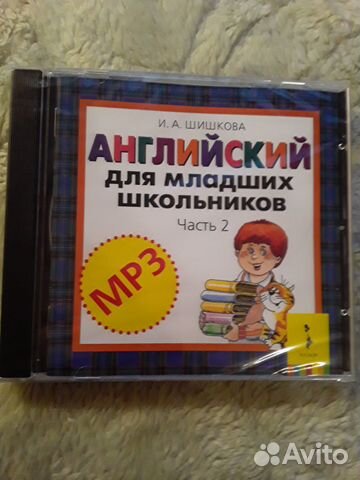 И. А. ШИШКОВА
АНГЛИЙСКИЙ
ДЛЯ МЛАДШИХ
ШКОЛЬНИКОВ
Часть 2
MP3
Avito